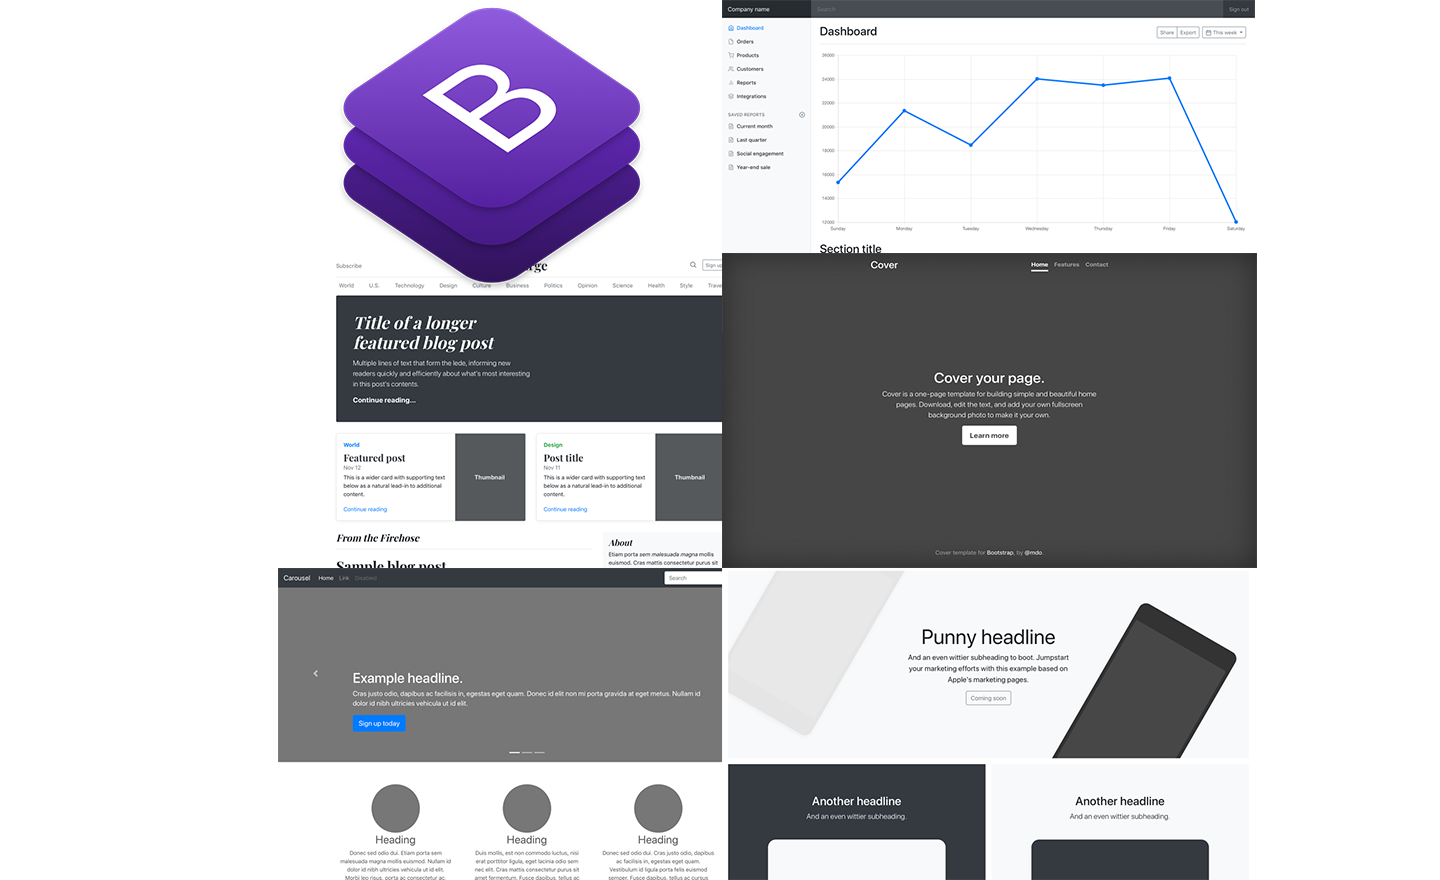 B
Company name
Search
Sign out
Dashboard
Orders
Products
Customers
Reports
Integrations
SAVED REPORTS
Current month
Last quarter
Social engagement
Year-end sale
Dashboard
Share
Export
This week
26000
24000
22000
20000
18000
16000
14000
12000
Sunday
Monday
Tuesday
Wednesday
Thursday
Friday
Saturday
Section title
Subscribe
rge
Sign up
World
U.S.
Technology
Design
Culture
Business
Politics
Opinion
Science
Health
Style
Trave
Title of a longer
featured blog post
Multiple lines of text that form the lede, informing new
readers quickly and efficiently about what's most interesting
in this post's contents.
Continue reading...
World
Featured post
Nov 12
This is a wider card with supporting text
below as a natural lead-in to additional
content.
Continue reading
Thumbnail
Design
Post title
Nov 11
This is a wider card with supporting text
below as a natural lead-in to additional
content.
Continue reading
Thumbnail
From the Firehose
Sample blog post
About
Etiam porta sem malesuada magna mollis
euismod. Cras mattis consectetur purus sit
Cover
Home
Features
Contact
Cover your page.
Cover is a one-page template for building simple and beautiful home
pages. Download, edit the text, and add your own fullscreen
background photo to make it your own.
Learn more
Cover template for Bootstrap, by @mdo.
Carousel
Home
Link
Disabled
Search
Example headline.
Cras justo odio, dapibus ac facilisis in, egestas eget quam. Donec id elit non mi porta gravida at eget metus. Nullam id
dolor id nibh ultricies vehicula ut id elit.
Sign up today
Heading
Donec sed odio dui. Etiam porta sem
malesuada magna mollis euismod. Nullam id
dolor id nibh ultricies vehicula ut id elit.
Morbi leo risus, porta ac consectetur ac,
Heading
Duis mollis, est non commodo luctus, nisi
erat porttitor ligula, eget lacinia odio sem
nec elit. Cras mattis consectetur purus sit
amet fermentum. Fusce dapibus, tellus ac
Heading
Donec sed odio dui. Cras justo odio, dapibus
ac facilisis in, egestas eget quam.
Vestibulum id ligula porta felis euismod
semper. Fusce dapibus, tellus ac cursus
Punny headline
And an even wittier subheading to boot. Jumpstart
your marketing efforts with this example based on
Apple's marketing pages.
Coming soon
Another headline
And an even wittier subheading.
Another headline
And an even wittier subheading.